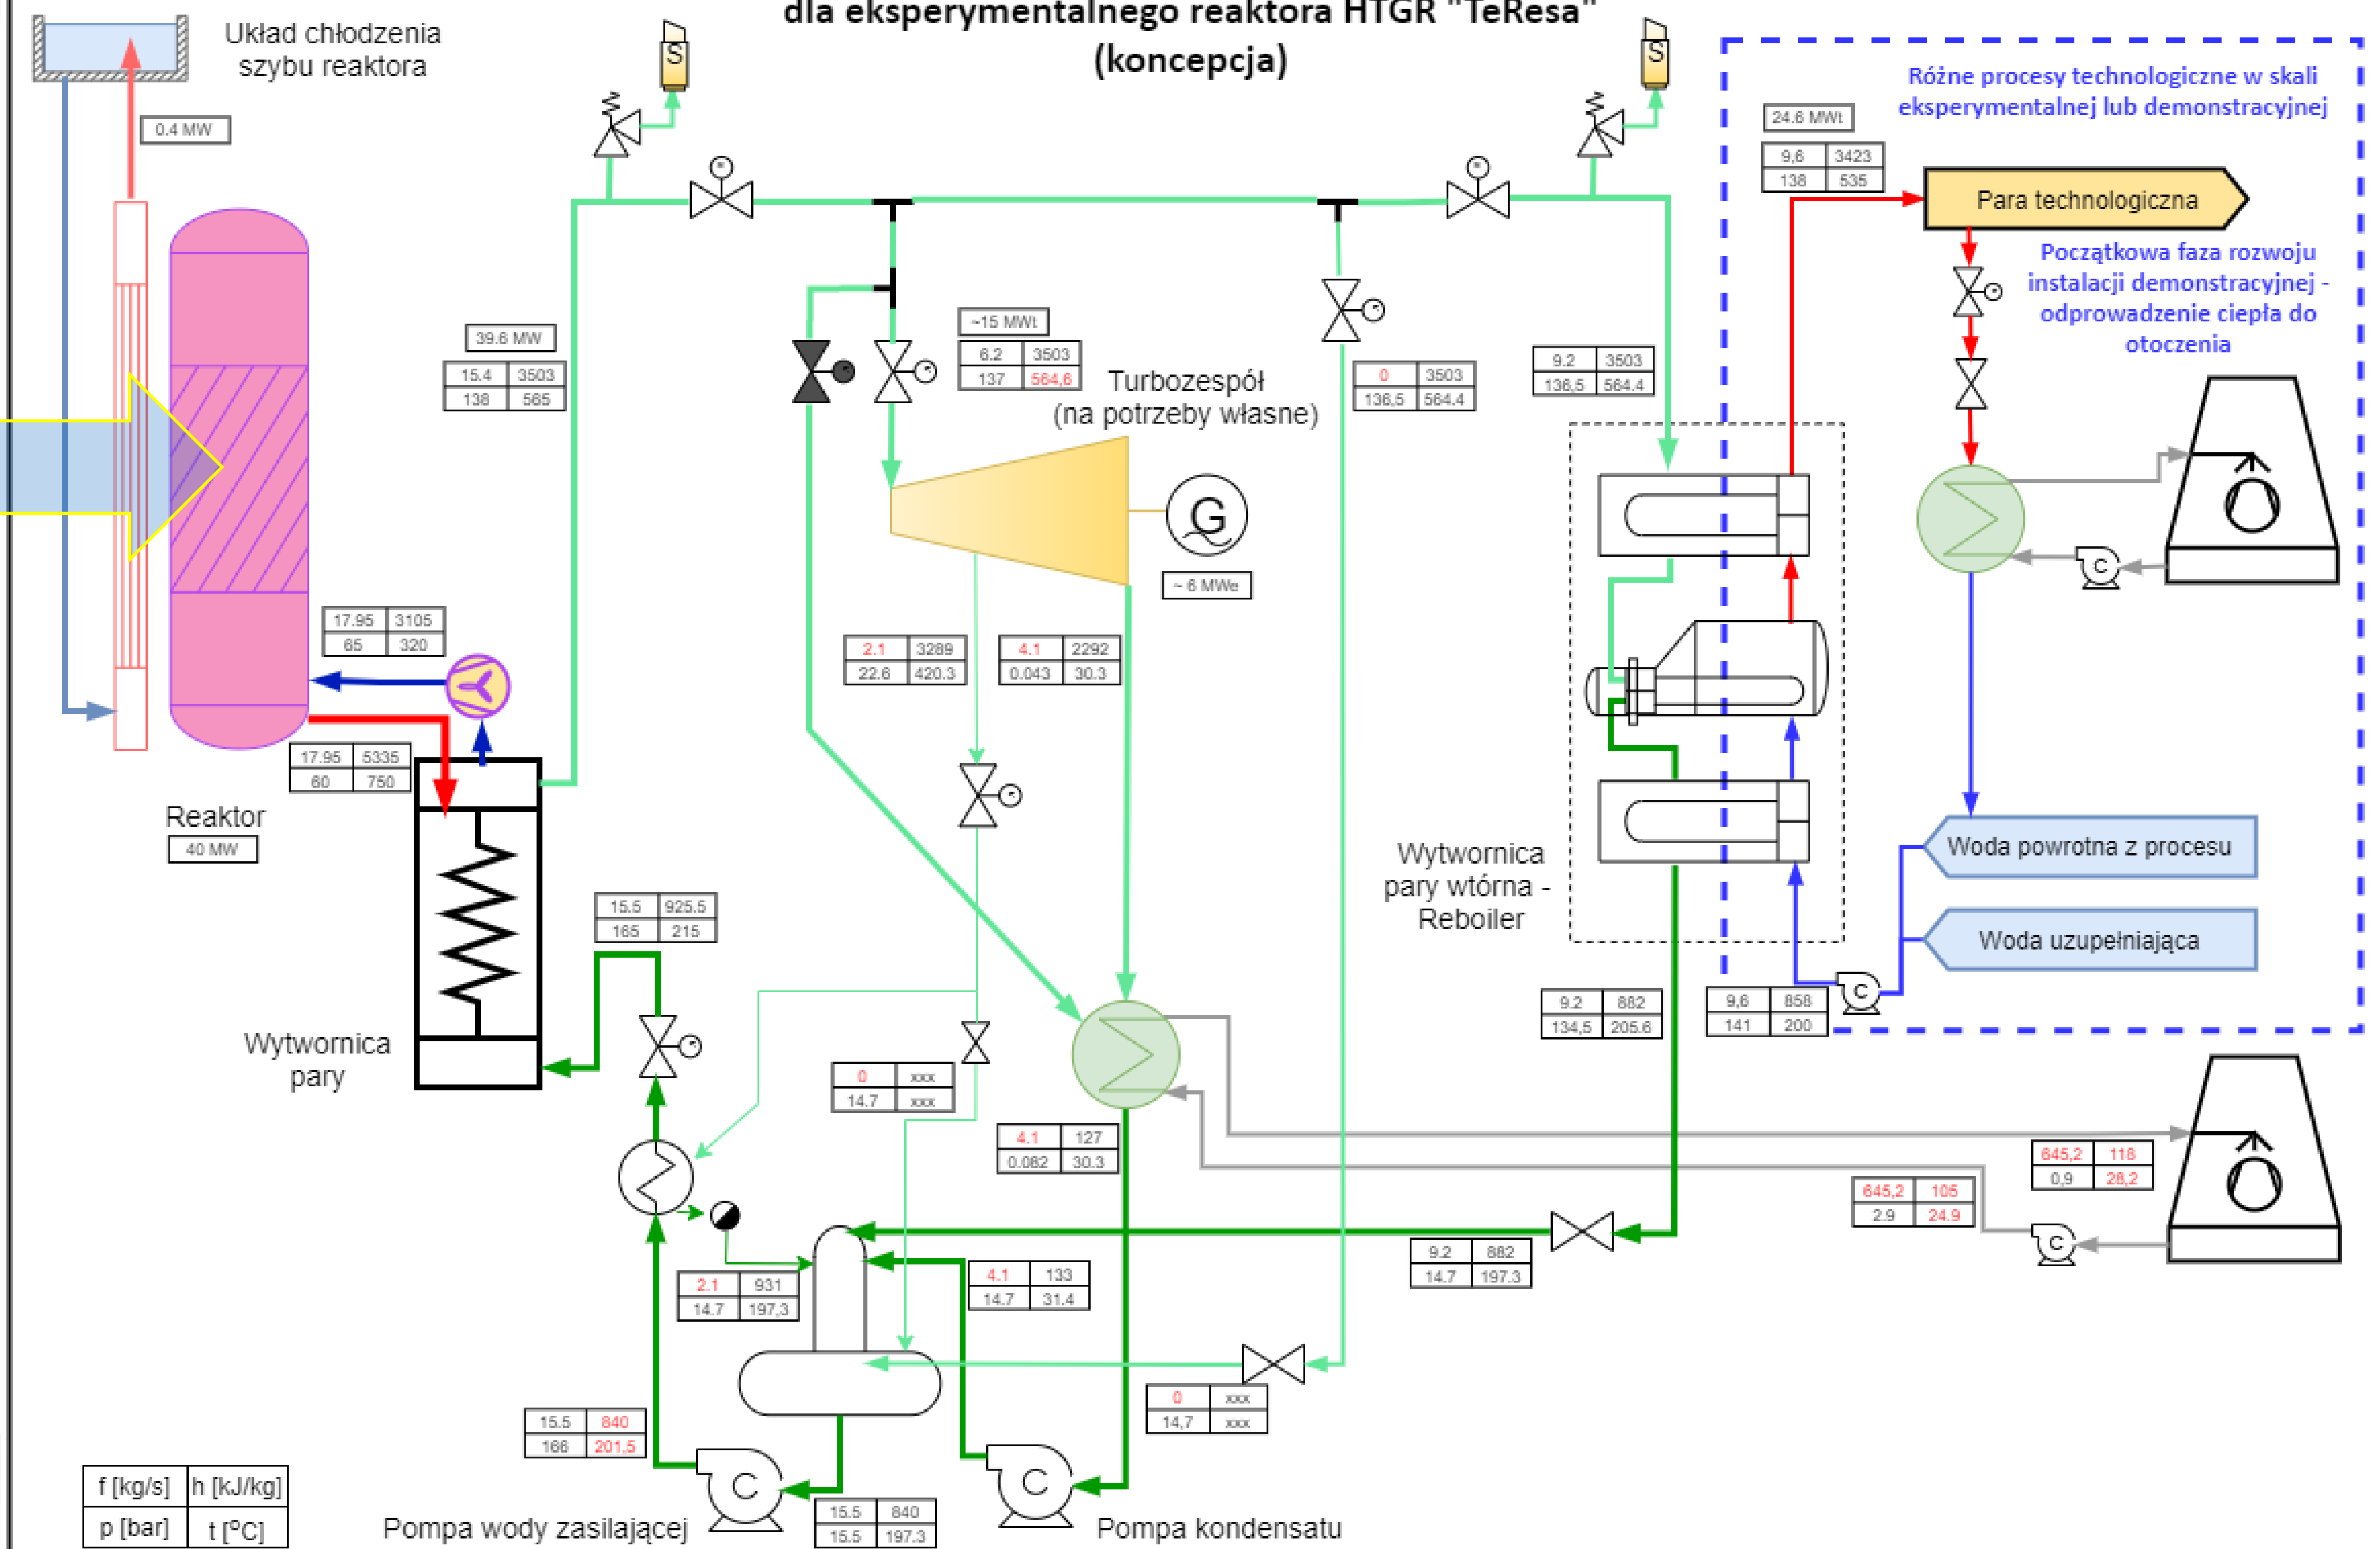 dla eksperymentalnego reaktora HTGR "TeResa"
(koncepcja)
Układ chłodzenia
szybu reaktora
0.4 MW
S
S
Różne procesy technologiczne w skali
eksperymentalnej lub demonstracyjnej
24.6 MWt
9,6 3423
138 535
Para technologiczna
Początkowa faza rozwoju
instalacji demonstracyjnej -
odprowadzenie ciepła do
otoczenia
39.6 MW
15.4 3503
138 565
~15 MWt
6.2 3503
137 564,6
Turbozespół
(na potrzeby własne)
0 3503
136,5 564.4
9.2 3503
136,5 564.4
G
~ 6 MWe
C
17.95 3105
65 320
2.1 3289
22.6 420.3
4.1 2292
0.043 30.3
17.95 5335
60 750
Reaktor
40 MW
Wytwornica
pary wtórna -
Reboiler
Woda powrotna z procesu
Woda uzupełniająca
15.5 925.5
165 215
9.2 882
134,5 205.6
9,6 858
141 200
C
Wytwornica
pary
0 xxx
14.7 xxx
4.1 127
0.082 30.3
645,2 118
0,9 28,2
645,2 105
2.9 24.9
C
9.2 882
14.7 197.3
2.1 931
14.7 197,3
4.1 133
14.7 31.4
0 xxx
14,7 xxx
15.5 840
166 201,5
C
C
15.5 840
15.5 197.3
Pompa wody zasilającej
Pompa kondensatu
f [kg/s] h [kJ/kg]
p [bar] t [°C]